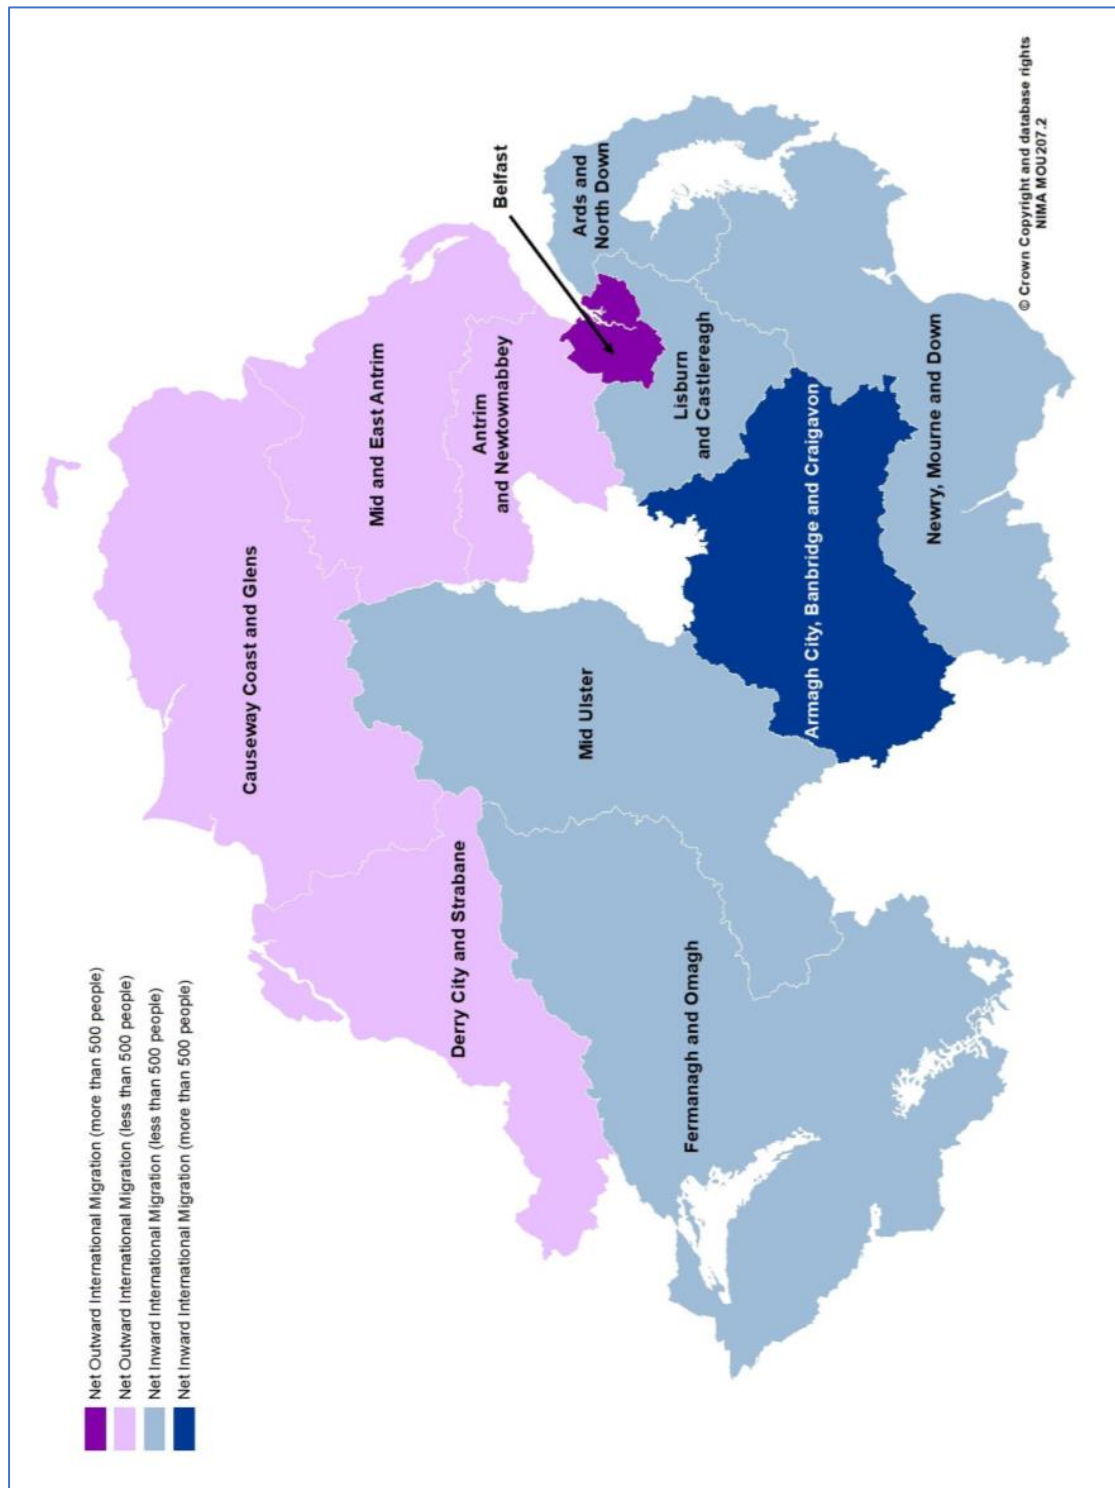 Net Outward International Migration (more than 500 people)
Net Outward International Migration (less than 500 people)
Net Inward International Migration (less than 500 people)
Net Inward International Migration (more than 500 people)
Causeway Coast and Glens
Derry City and Strabane
Mid and East Antrim
Antrim
and Newtownabbey
Belfast
Ards and
North Down
Mid Ulster
Lisburn
and Castlereagh
Fermanagh and Omagh
Armagh City, Banbridge and Craigavon
Newry, Mourne and Down
© Crown Copyright and database rights
NIMA MOU207.2